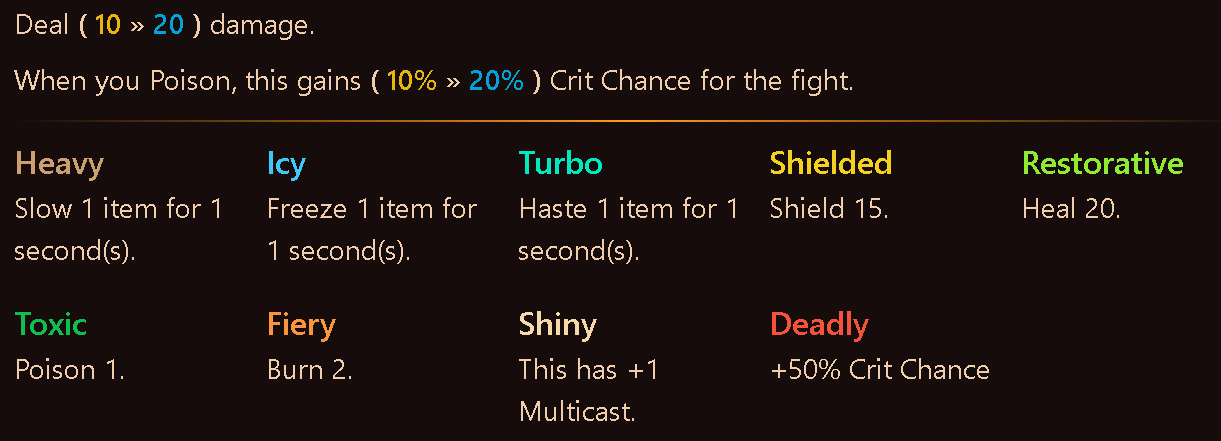 Deal ( 10 » 20 ) damage.
When you Poison, this gains ( 10% » 20% ) Crit Chance for the fight.
Heavy
Slow 1 item for 1
second(s).
Icy
Freeze 1 item for
1 second(s).
Turbo
Haste 1 item for 1
second(s).
Shielded
Shield 15.
Restorative
Heal 20.
Toxic
Poison 1.
Fiery
Burn 2.
Shiny
This has +1
Multicast.
Deadly
+50% Crit Chance